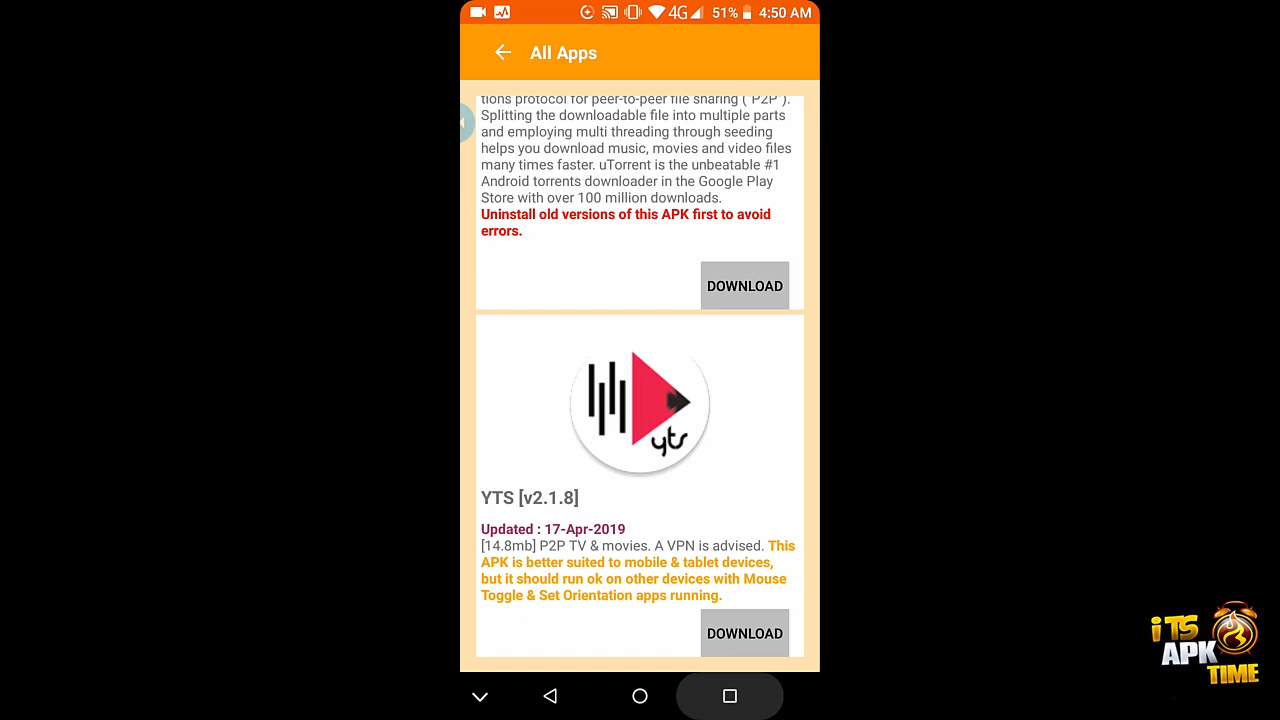 4G 51% 4:50 AM
All Apps
tions protocol for peer-to-peer file sharing ("P2P").
Splitting the downloadable file into multiple parts
and employing multi threading through seeding
helps you download music, movies and video files
many times faster. uTorrent is the unbeatable #1
Android torrents downloader in the Google Play
Store with over 100 million downloads.
Uninstall old versions of this APK first to avoid
errors.
DOWNLOAD
yts
YTS [v2.1.8]
Updated : 17-Apr-2019
[14.8mb] P2P TV & movies. A VPN is advised. This
APK is better suited to mobile & tablet devices,
but it should run ok on other devices with Mouse
Toggle & Set Orientation apps running.
DOWNLOAD
iTS
APK
TIME